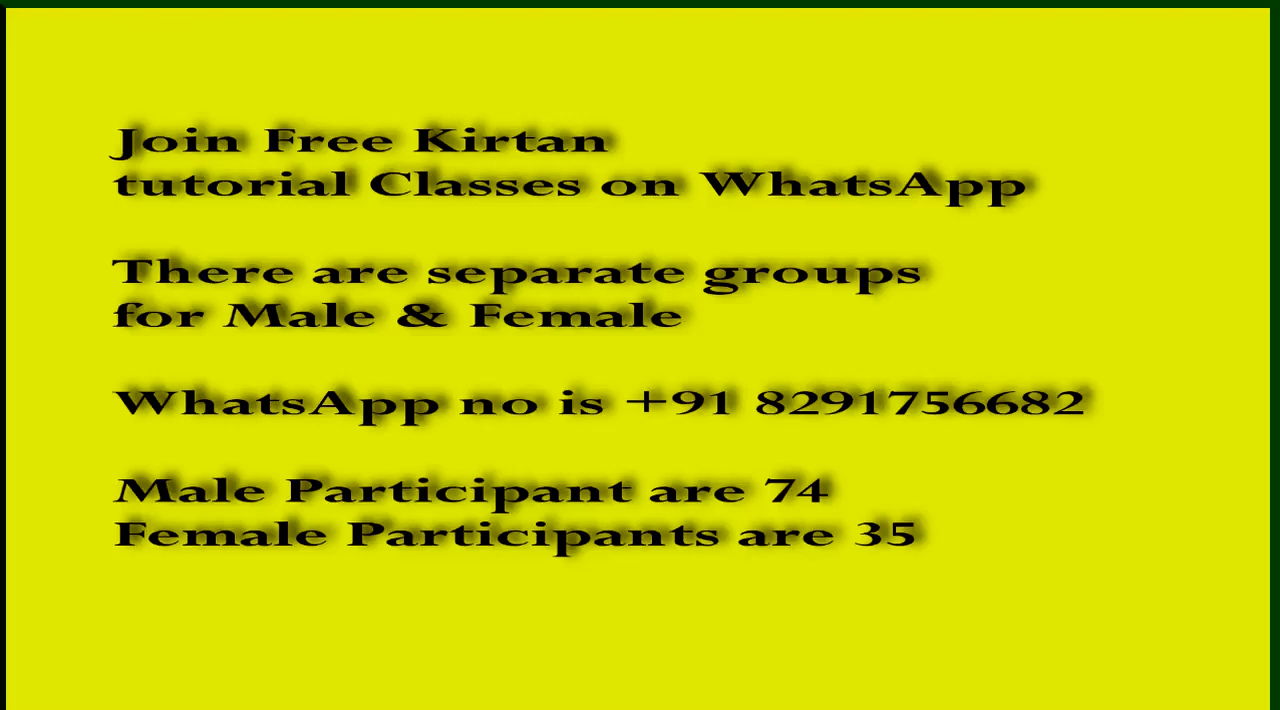 Join Free Kirtan
tutorial Classes on WhatsApp
There are separate groups
for Male & Female
WhatsApp no is +91 8291756682
Male Participant are 74
Female Participants are 35